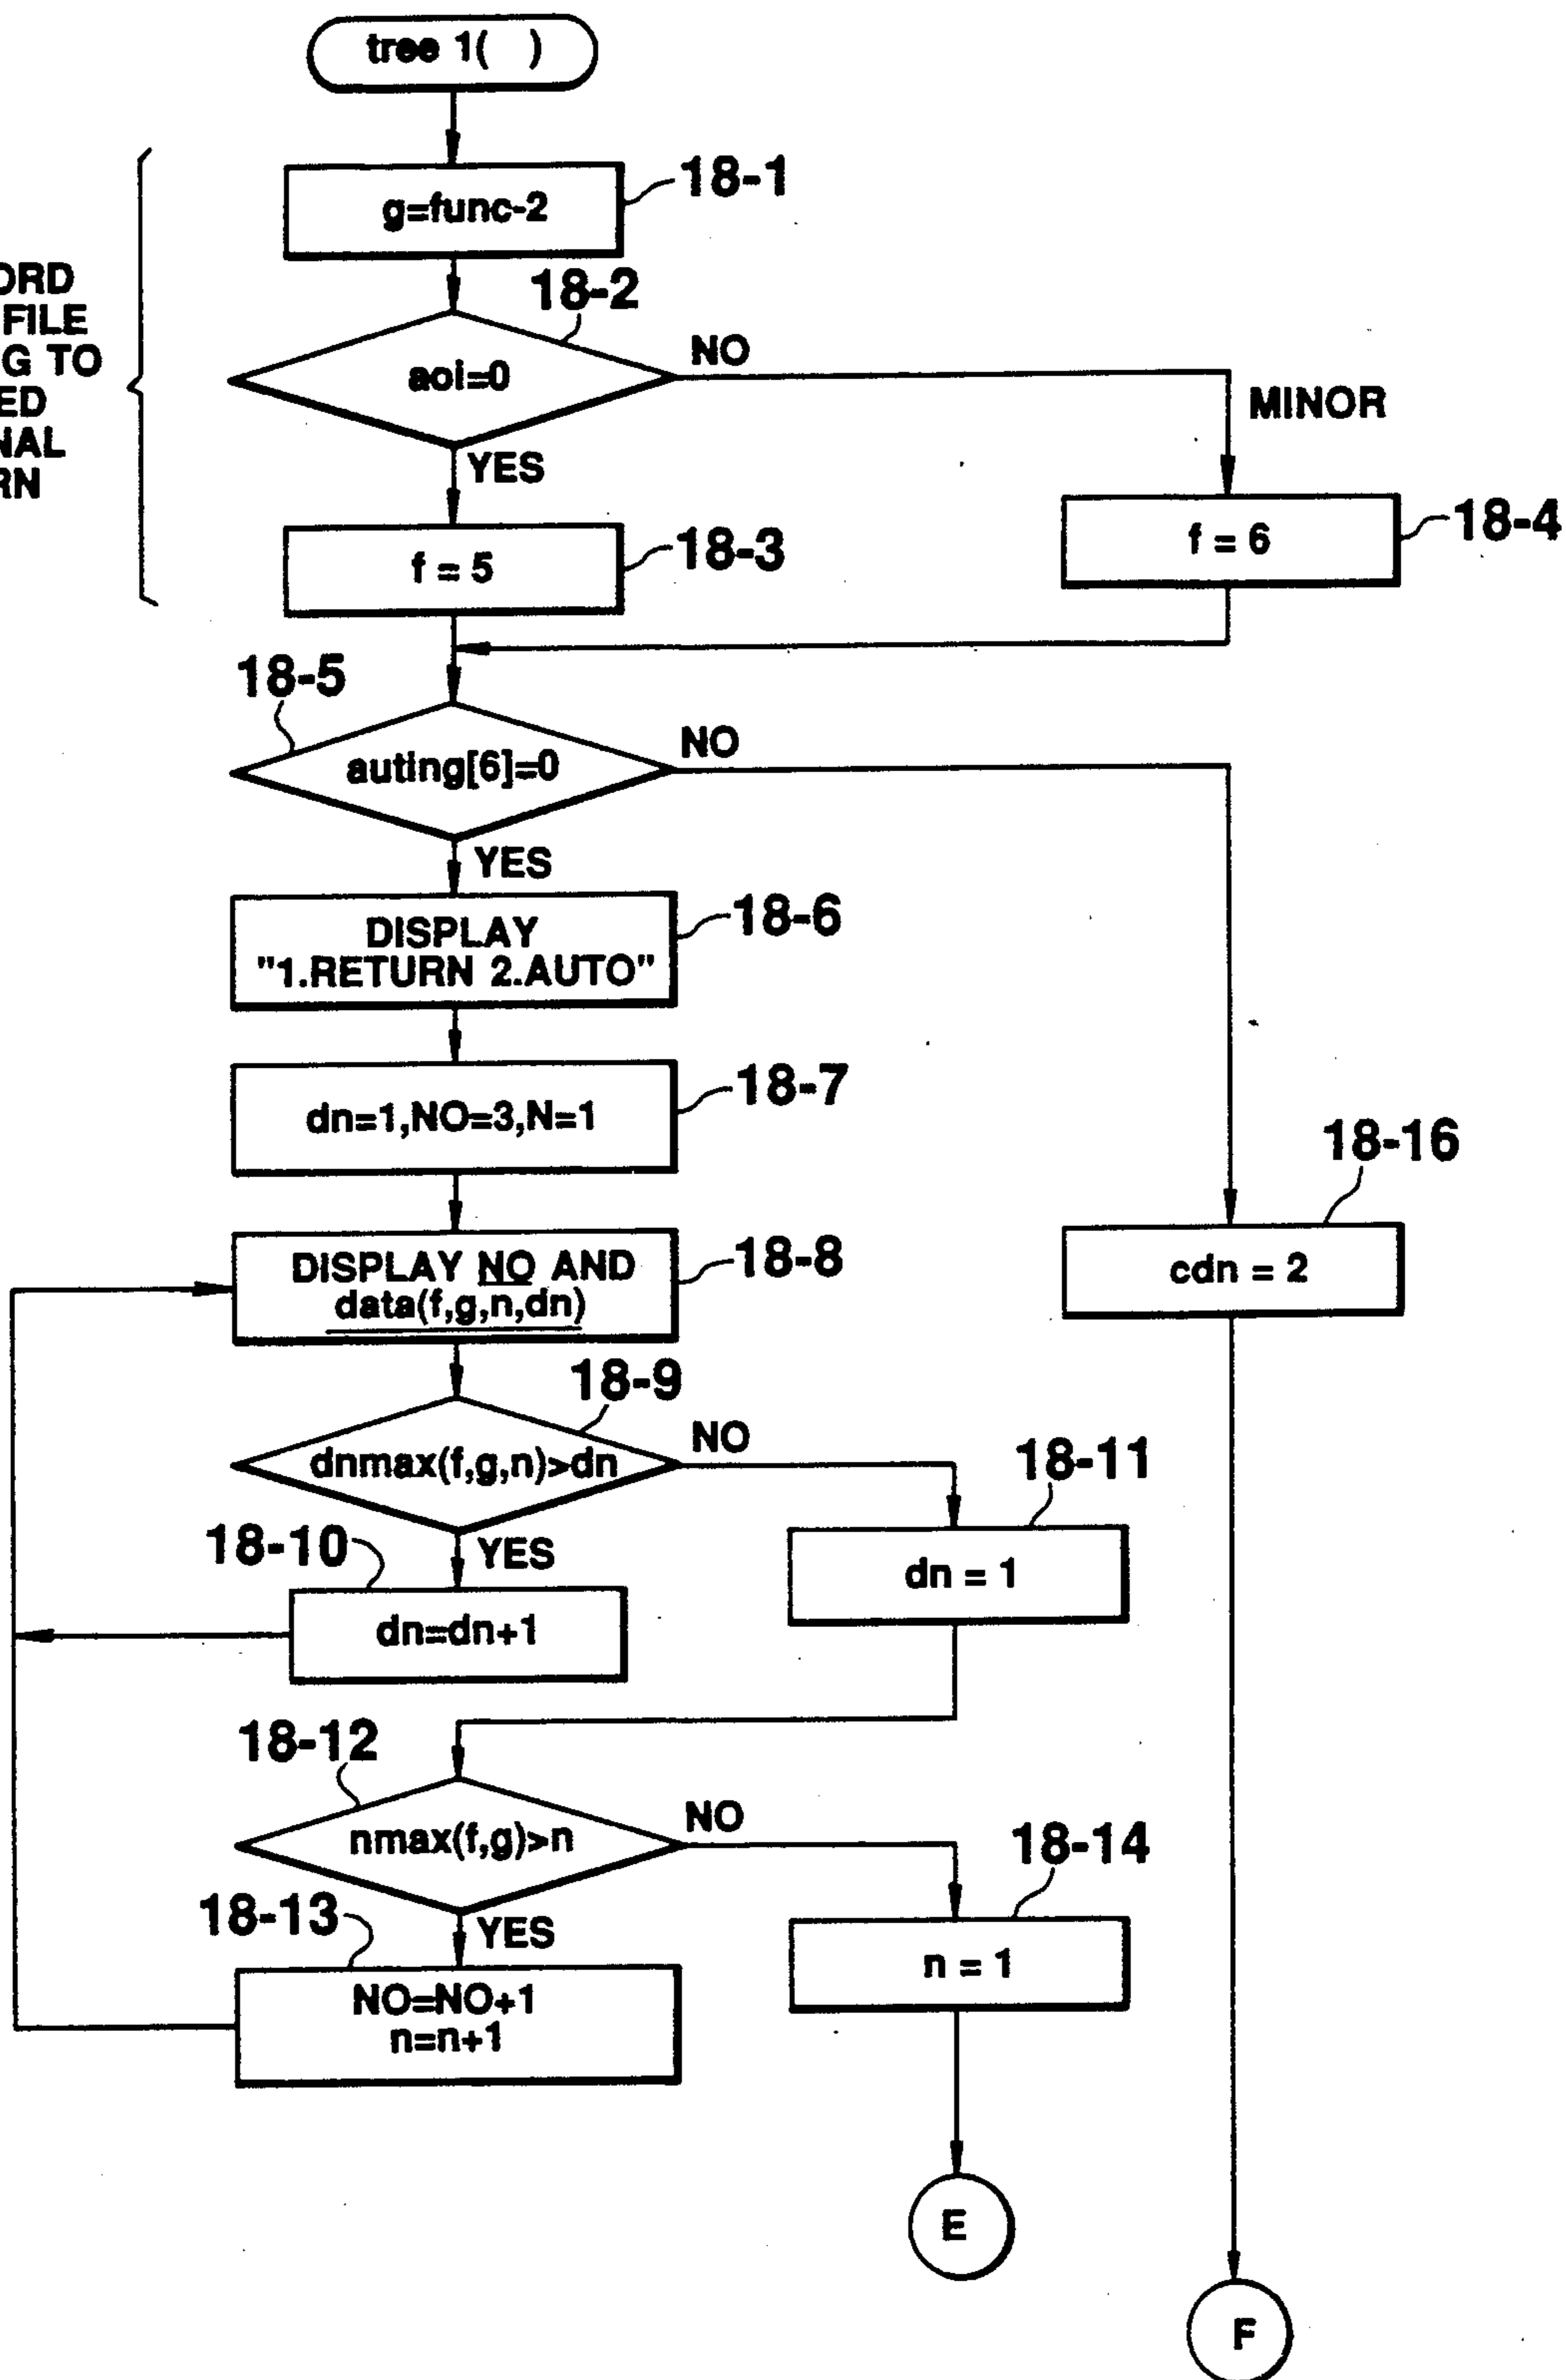 tree 1( )
g=func-2
18-1
FILE
G TO
18-2
aoi=0
NO
MINOR
YES
f = 5
18-3
f = 6
18-4
18-5
auting[6]=0
NO
YES
DISPLAY
"1.RETURN 2.AUTO"
18-6
dn=1,NO=3,N=1
18-7
18-16
cdn = 2
DISPLAY NO AND
data(f,g,n,dn)
18-8
18-9
dnmax(f,g,n)>dn
NO
18-11
dn = 1
18-10
YES
dn=dn+1
18-12
nmax(f,g)>n
NO
18-14
n = 1
18-13
YES
NO=NO+1
n=n+1
E
F